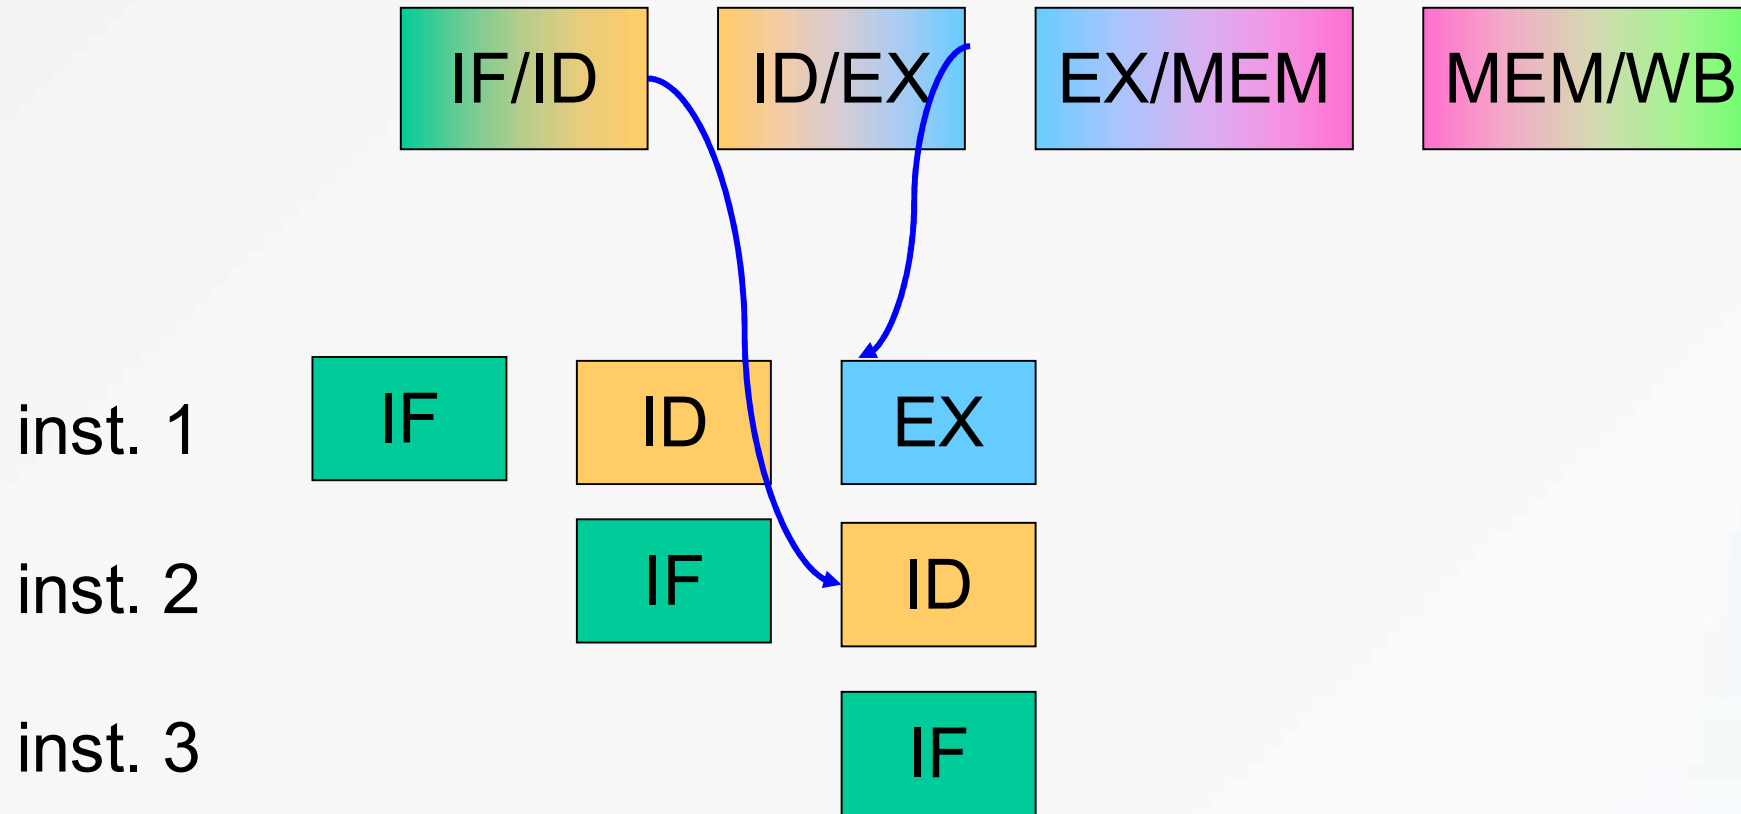 IF/ID ID/EX EX/MEM MEM/WB
inst. 1 IF ID EX
inst. 2 IF ID
inst. 3 IF